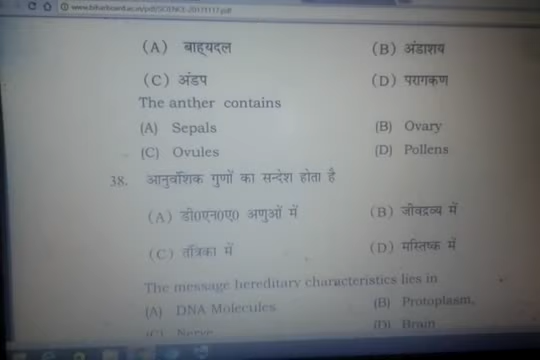 (A) बाह्यदल (B) अंडाशय
(C) अंडप (D) परागकण
The anther contains
(A) Sepals (B) Ovary
(C) Ovules (D) Pollens
38. आनुवंशिक गुणों का सन्देश होता है
(A) डी0एन0ए0 अणुओं में (B) जीवद्रव्य में
(C) तंत्रिका में (D) मस्तिष्क में
The message hereditary characteristics lies in
(A) DNA Molecules (B) Protoplasm,
(C) Nerve (D) Brain